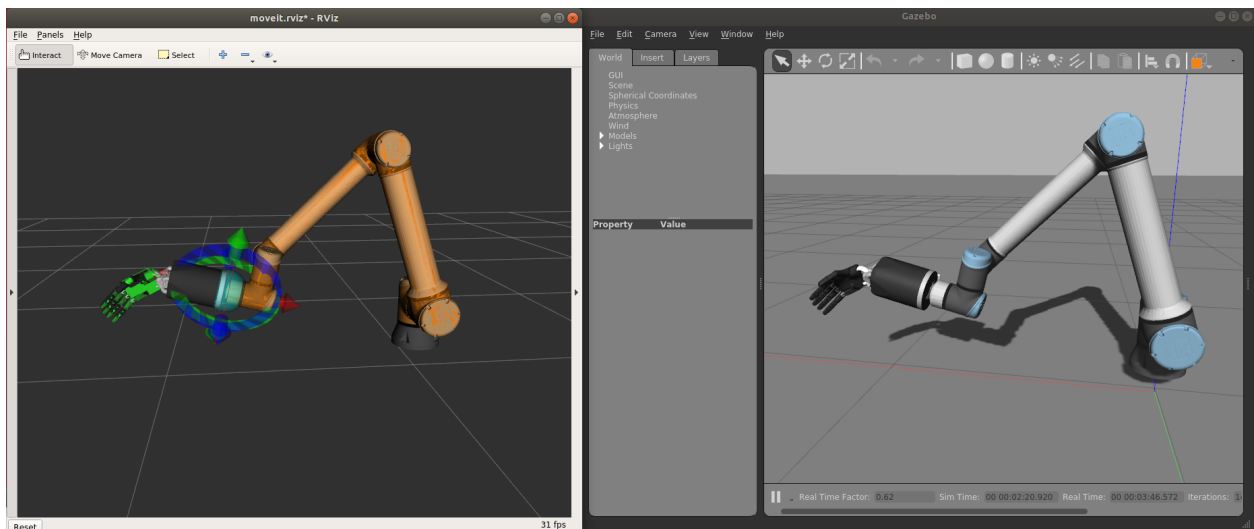 moveit.rviz* - RViz
File Panels Help
Interact Move Camera Select
Reset
31 fps
Gazebo
File Edit Camera View Window Help
World Insert Layers
GUI
Scene
Spherical Coordinates
Physics
Atmosphere
Wind
Models
Lights
Property Value
Real Time Factor: 0.62 Sim Time: 00 00:02:20.920 Real Time: 00 00:03:46.572 Iterations: